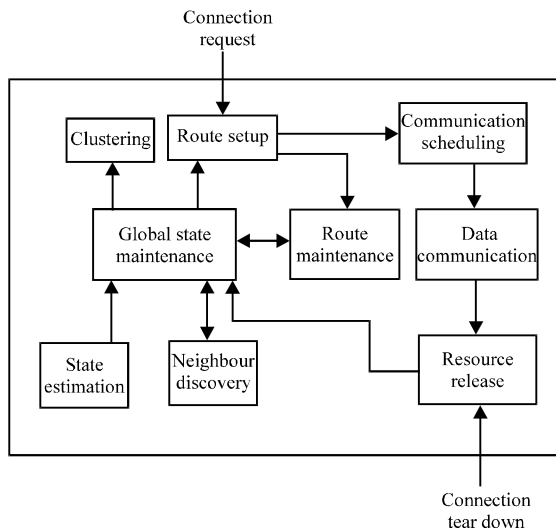 Connection
request
Clustering
Route setup
Communication
scheduling
Global state
maintenance
Route
maintenance
Data
communication
State
estimation
Neighbour
discovery
Resource
release
Connection
tear down